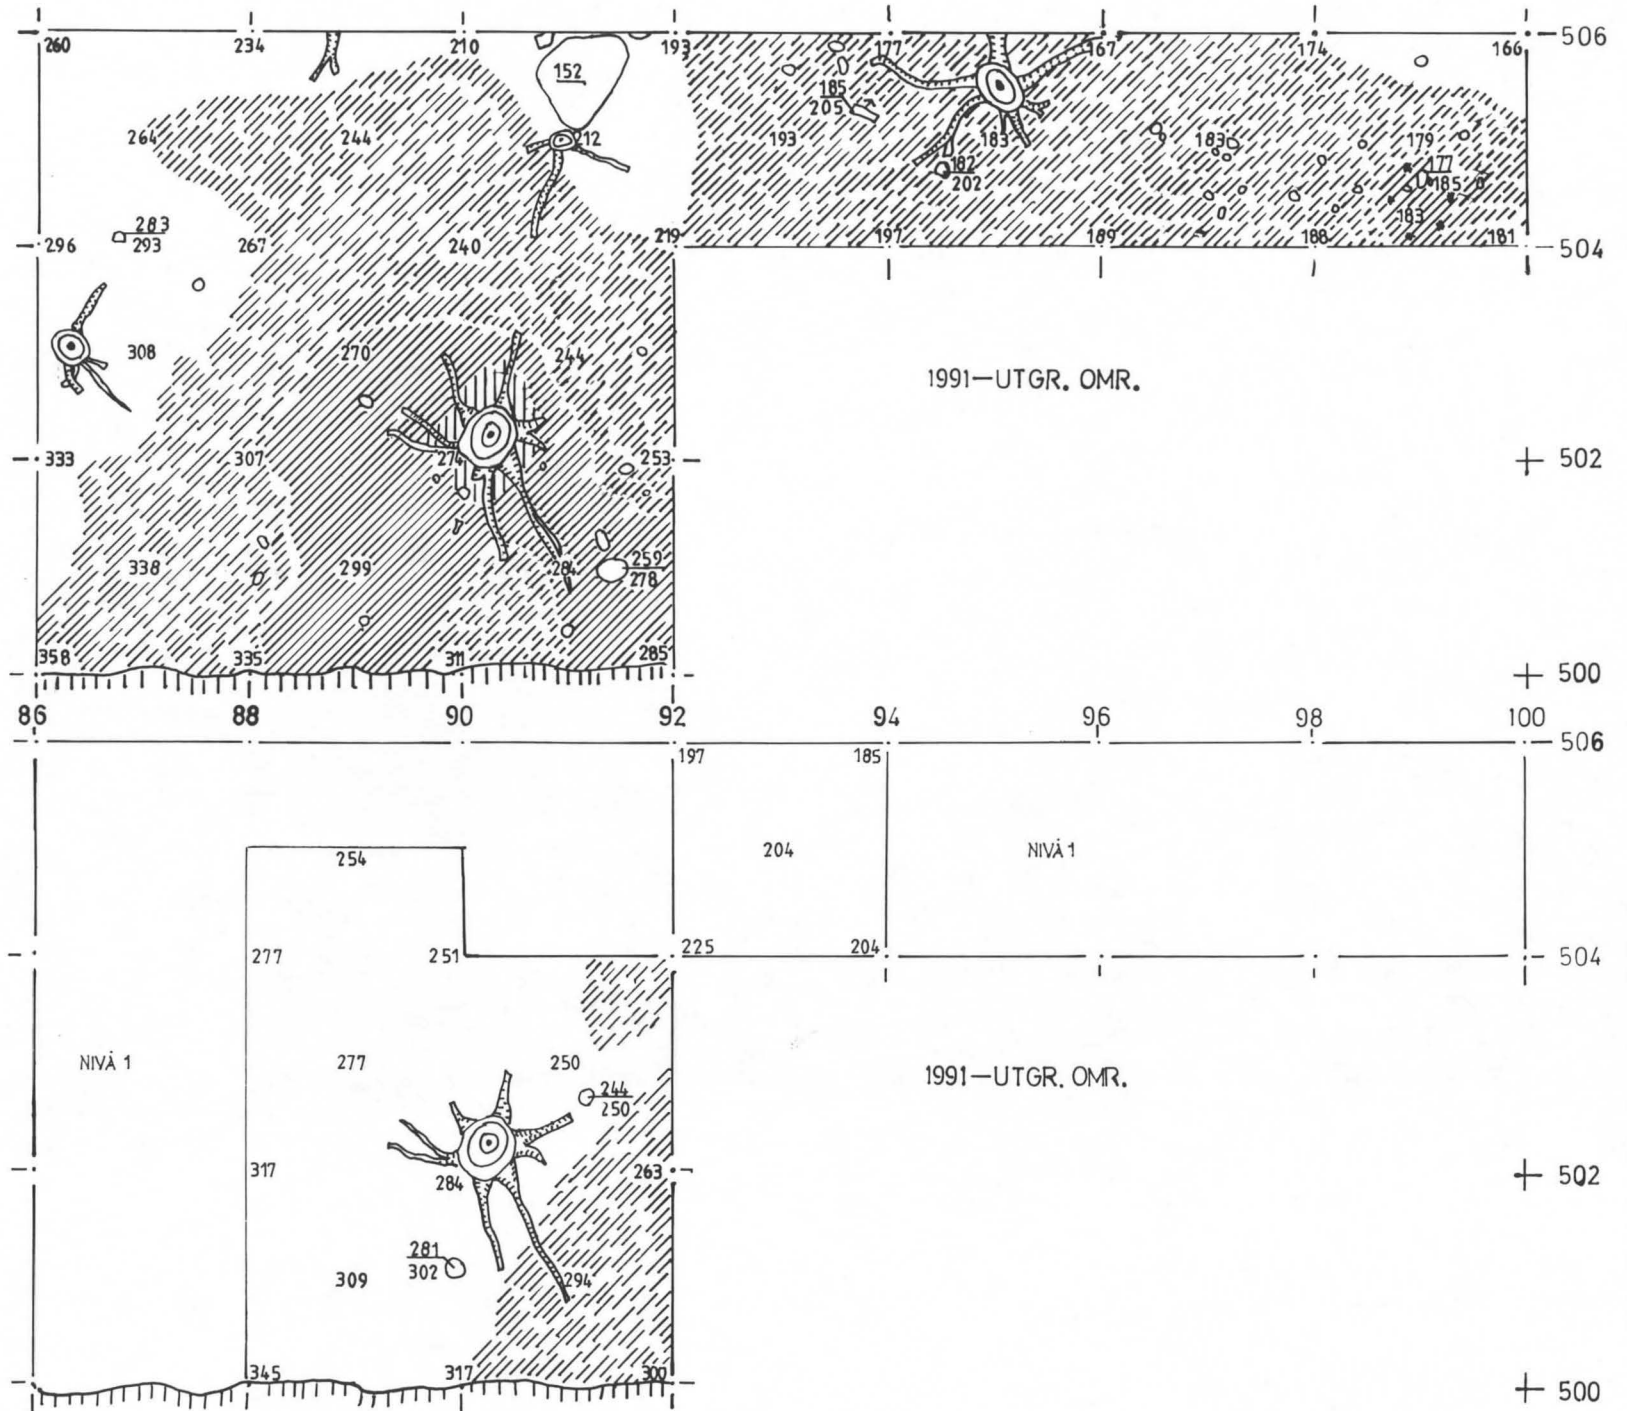 260 234 210 193 177 167 174 166 506
152
185
205
264 244 212 193 183 183 179
182
202
177
185
183
283
293
296 267 240 219 197 189 188 181 504
308 270 244
1991—UTGR. OMR.
333 307 274 253 502
338 299 284 259
278
358 335 311 285 500
86 88 90 92 94 96 98 100
506
197 185
254 204 NIVÅ 1
277 251 225 204 504
NIVÅ 1 277 250 1991—UTGR. OMR.
244
250
317 284 263 502
281
302
309 294
345 317 300 500